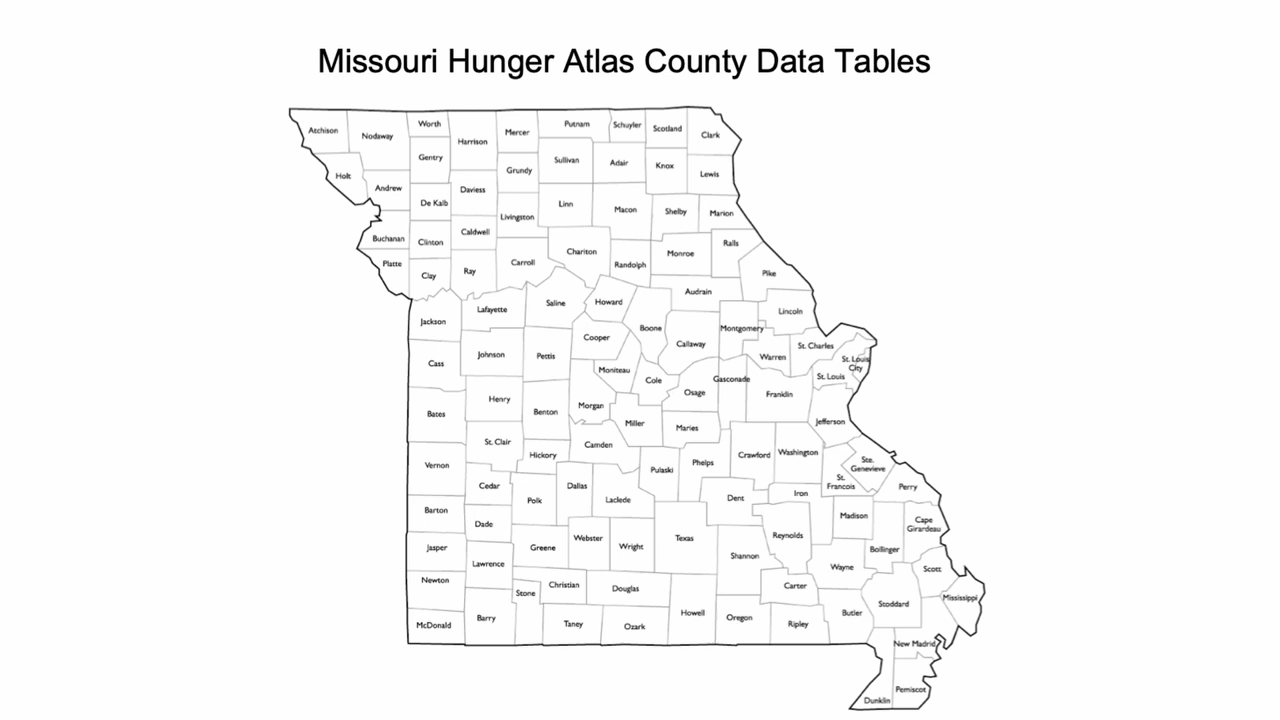 Missouri Hunger Atlas County Data Tables
Atchison
Nodaway
Worth
Harrison
Mercer
Putnam
Schuyler
Scotland
Clark
Gentry
Sullivan
Adair
Knox
Lewis
Holt
Andrew
Grundy
De Kalb
Daviess
Livingston
Linn
Macon
Shelby
Marion
Buchanan
Clinton
Caldwell
Chariton
Monroe
Ralls
Platte
Clay
Ray
Carroll
Randolph
Pike
Audrain
Jackson
Lafayette
Saline
Howard
Lincoln
Boone
Montgomery
Cooper
Callaway
Cass
Johnson
Pettis
Warren
St. Charles
St. Louis
City
Moniteau
Cole
Gasconade
St. Louis
Osage
Franklin
Henry
Morgan
Bates
Benton
Miller
Maries
Jefferson
St. Clair
Camden
Hickory
Vernon
Pulaski
Phelps
Crawford
Washington
Ste.
Genevieve
St.
Francois
Cedar
Polk
Dallas
Laclede
Dent
Iron
Perry
Barton
Dade
Madison
Cape
Girardeau
Jasper
Greene
Webster
Wright
Texas
Reynolds
Lawrence
Shannon
Bollinger
Wayne
Scott
Newton
Stone
Christian
Douglas
Carter
Mississippi
McDonald
Barry
Taney
Ozark
Howell
Oregon
Ripley
Butler
Stoddard
New Madrid
Dunklin
Pemiscot